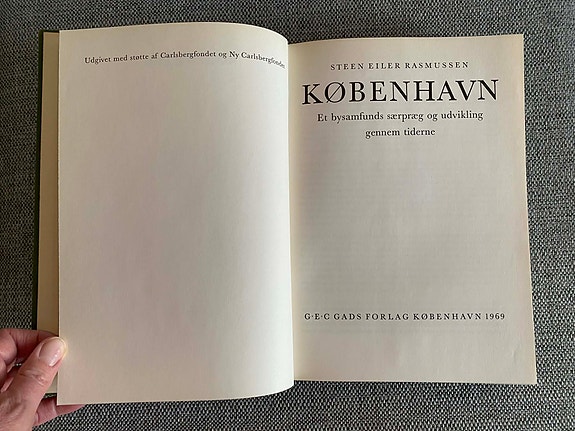 Udgivet med støtte af Carlsbergfondet og Ny Carlsbergfondet
STEEN EILER RASMUSSEN
KØBENHAVN
Et bysamfunds særpræg og udvikling
gennem tiderne
G·E·C GADS FORLAG KØBENHAVN 1969